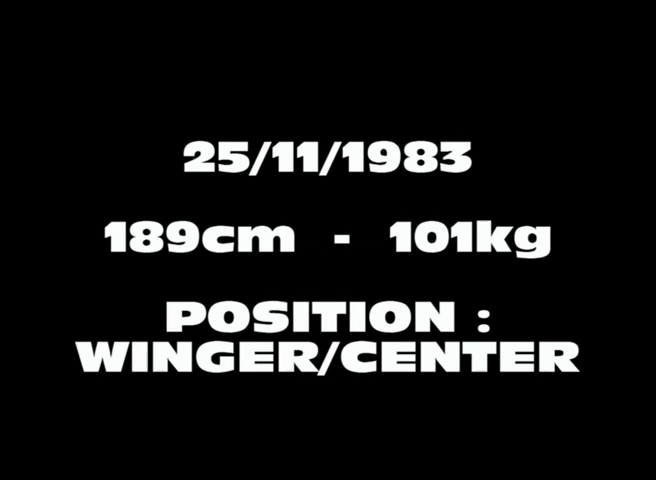 25/11/1983
189cm - 101kg
POSITION :
WINGER/CENTER